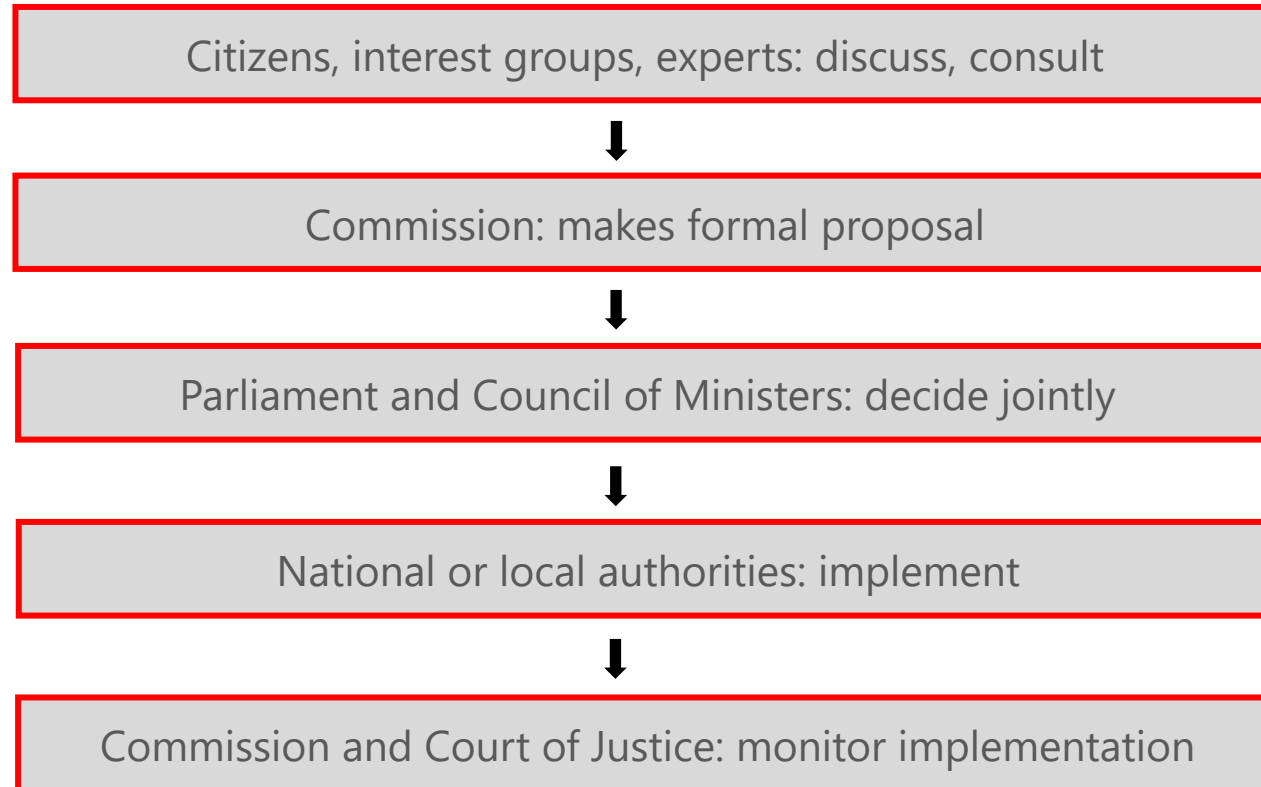 Citizens, interest groups, experts: discuss, consult
Commission: makes formal proposal
Parliament and Council of Ministers: decide jointly
National or local authorities: implement
Commission and Court of Justice: monitor implementation